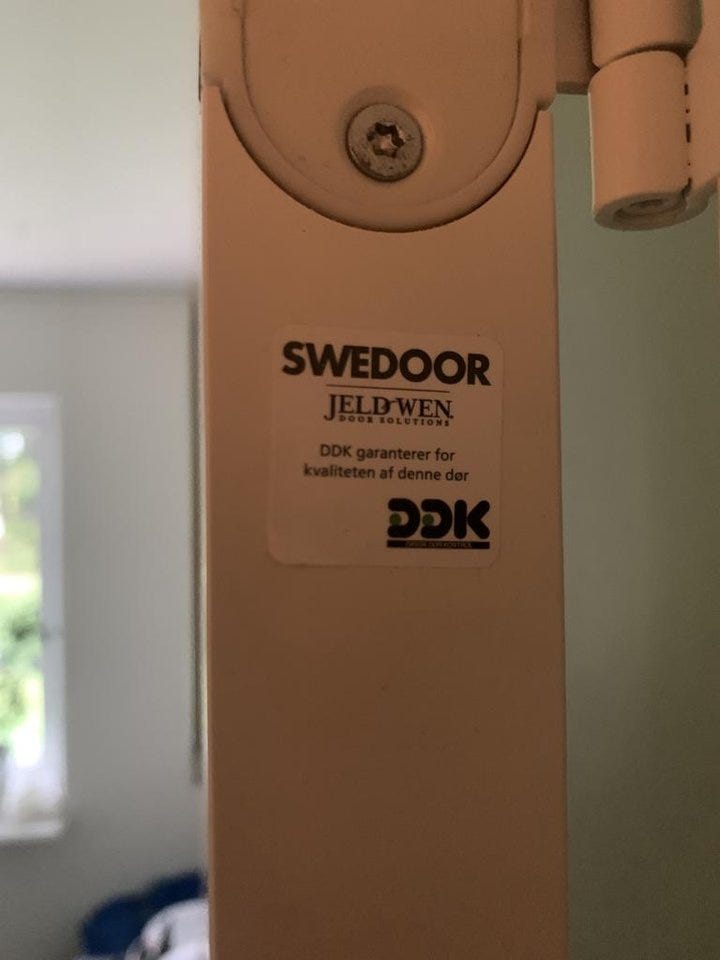 SWEDOOR
JELD-WEN
DOOR SOLUTIONS
DDK garanterer for
kvaliteten af denne dør
DDK